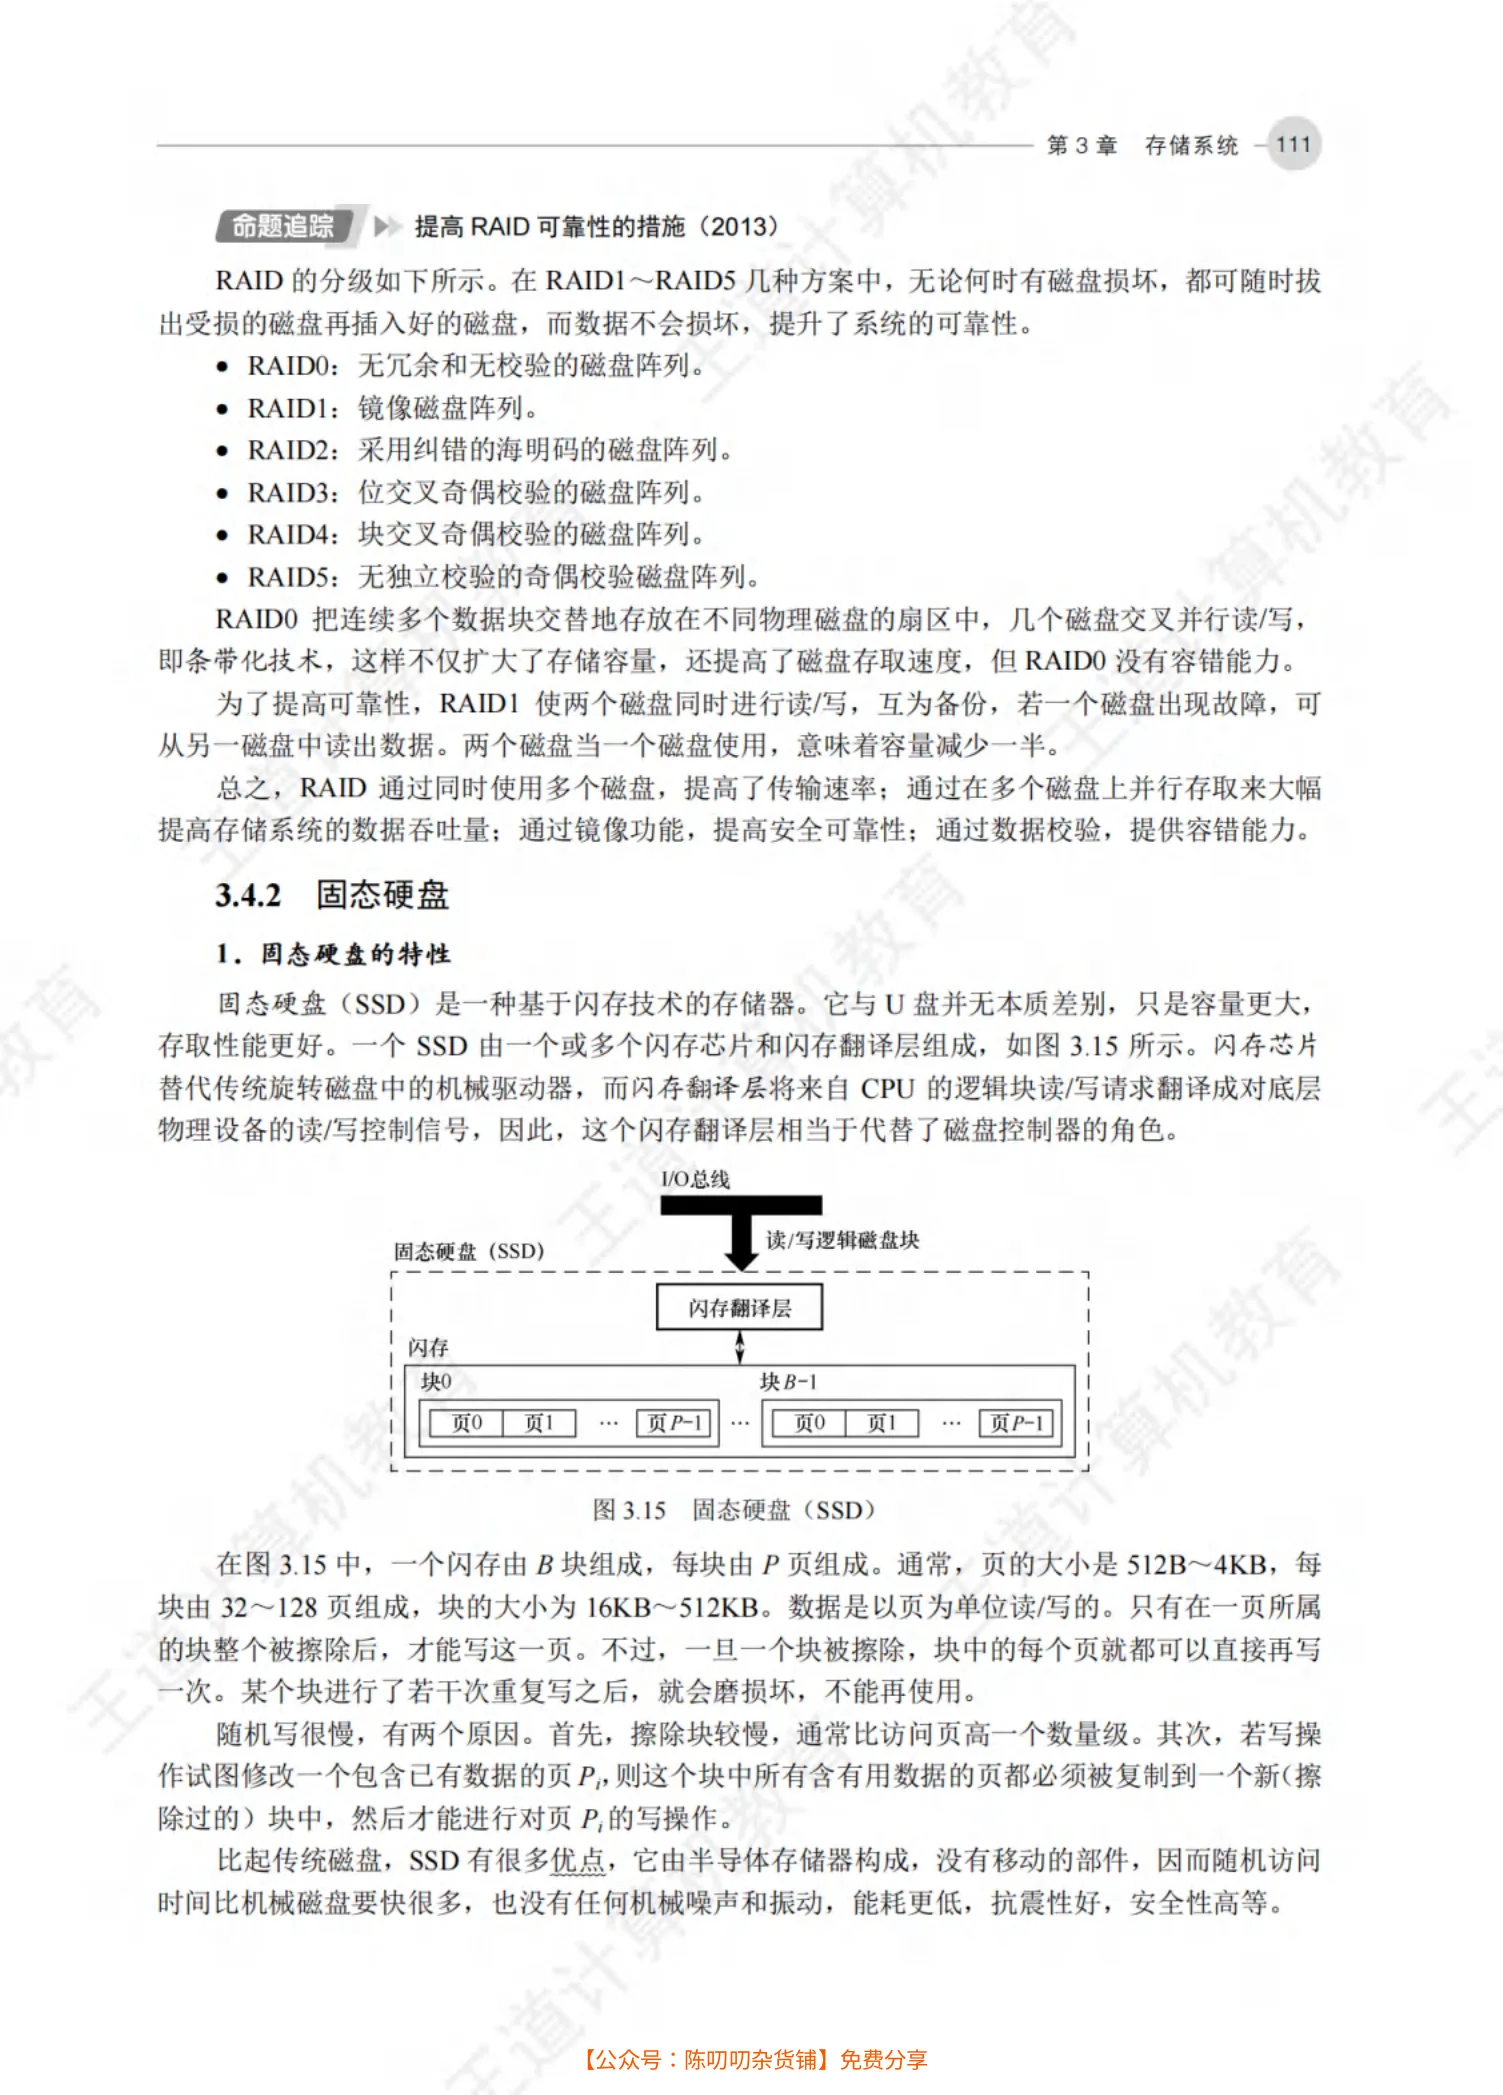 第 3 章 存储系统 111
命题追踪 提高 RAID 可靠性的措施（2013）
RAID 的分级如下所示。在 RAID1～RAID5 几种方案中，无论何时有磁盘损坏，都可随时拔
出受损的磁盘再插入好的磁盘，而数据不会损坏，提升了系统的可靠性。
● RAID0：无冗余和无校验的磁盘阵列。
● RAID1：镜像磁盘阵列。
● RAID2：采用纠错的海明码的磁盘阵列。
● RAID3：位交叉奇偶校验的磁盘阵列。
● RAID4：块交叉奇偶校验的磁盘阵列。
● RAID5：无独立校验的奇偶校验磁盘阵列。
RAID0 把连续多个数据块交替地存放在不同物理磁盘的扇区中，几个磁盘交叉并行读/写，
即条带化技术，这样不仅扩大了存储容量，还提高了磁盘存取速度，但 RAID0 没有容错能力。
为了提高可靠性，RAID1 使两个磁盘同时进行读/写，互为备份，若一个磁盘出现故障，可
从另一磁盘中读出数据。两个磁盘当一个磁盘使用，意味着容量减少一半。
总之，RAID 通过同时使用多个磁盘，提高了传输速率；通过在多个磁盘上并行存取来大幅
提高存储系统的数据吞吐量；通过镜像功能，提高安全可靠性；通过数据校验，提供容错能力。
3.4.2 固态硬盘
1．固态硬盘的特性
固态硬盘（SSD）是一种基于闪存技术的存储器。它与 U 盘并无本质差别，只是容量更大，
存取性能更好。一个 SSD 由一个或多个闪存芯片和闪存翻译层组成，如图 3.15 所示。闪存芯片
替代传统旋转磁盘中的机械驱动器，而闪存翻译层将来自 CPU 的逻辑块读/写请求翻译成对底层
物理设备的读/写控制信号，因此，这个闪存翻译层相当于代替了磁盘控制器的角色。
I/O总线
读/写逻辑磁盘块
固态硬盘（SSD）
闪存翻译层
闪存
块0 块B−1
页0 页1 … 页P−1 … 页0 页1 … 页P−1
图 3.15 固态硬盘（SSD）
在图 3.15 中，一个闪存由 B 块组成，每块由 P 页组成。通常，页的大小是 512B～4KB，每
块由 32～128 页组成，块的大小为 16KB～512KB。数据是以页为单位读/写的。只有在一页所属
的块整个被擦除后，才能写这一页。不过，一旦一个块被擦除，块中的每个页就都可以直接再写
一次。某个块进行了若干次重复写之后，就会磨损坏，不能再使用。
随机写很慢，有两个原因。首先，擦除块较慢，通常比访问页高一个数量级。其次，若写操
作试图修改一个包含已有数据的页 Pi，则这个块中所有含有用数据的页都必须被复制到一个新（擦
除过的）块中，然后才能进行对页 Pi 的写操作。
比起传统磁盘，SSD 有很多优点，它由半导体存储器构成，没有移动的部件，因而随机访问
时间比机械磁盘要快很多，也没有任何机械噪声和振动，能耗更低，抗震性好，安全性高等。
【公众号：陈叨叨杂货铺】免费分享
王道计算机教育